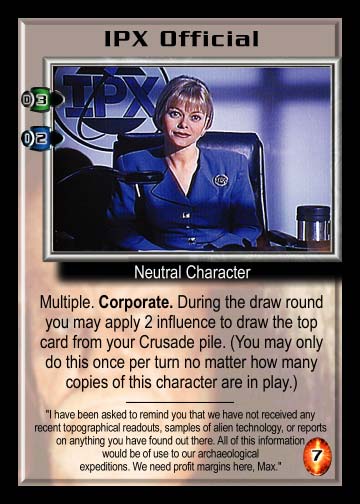 IPX Official
3
2
IPX
Neutral Character
Multiple. Corporate. During the draw round
you may apply 2 influence to draw the top
card from your Crusade pile. (You may only
do this once per turn no matter how many
copies of this character are in play.)
"I have been asked to remind you that we have not received any
recent topographical readouts, samples of alien technology, or reports
on anything you have found out there. All of this information
would be of use to our archaeological
expeditions. We need profit margins here, Max."
7